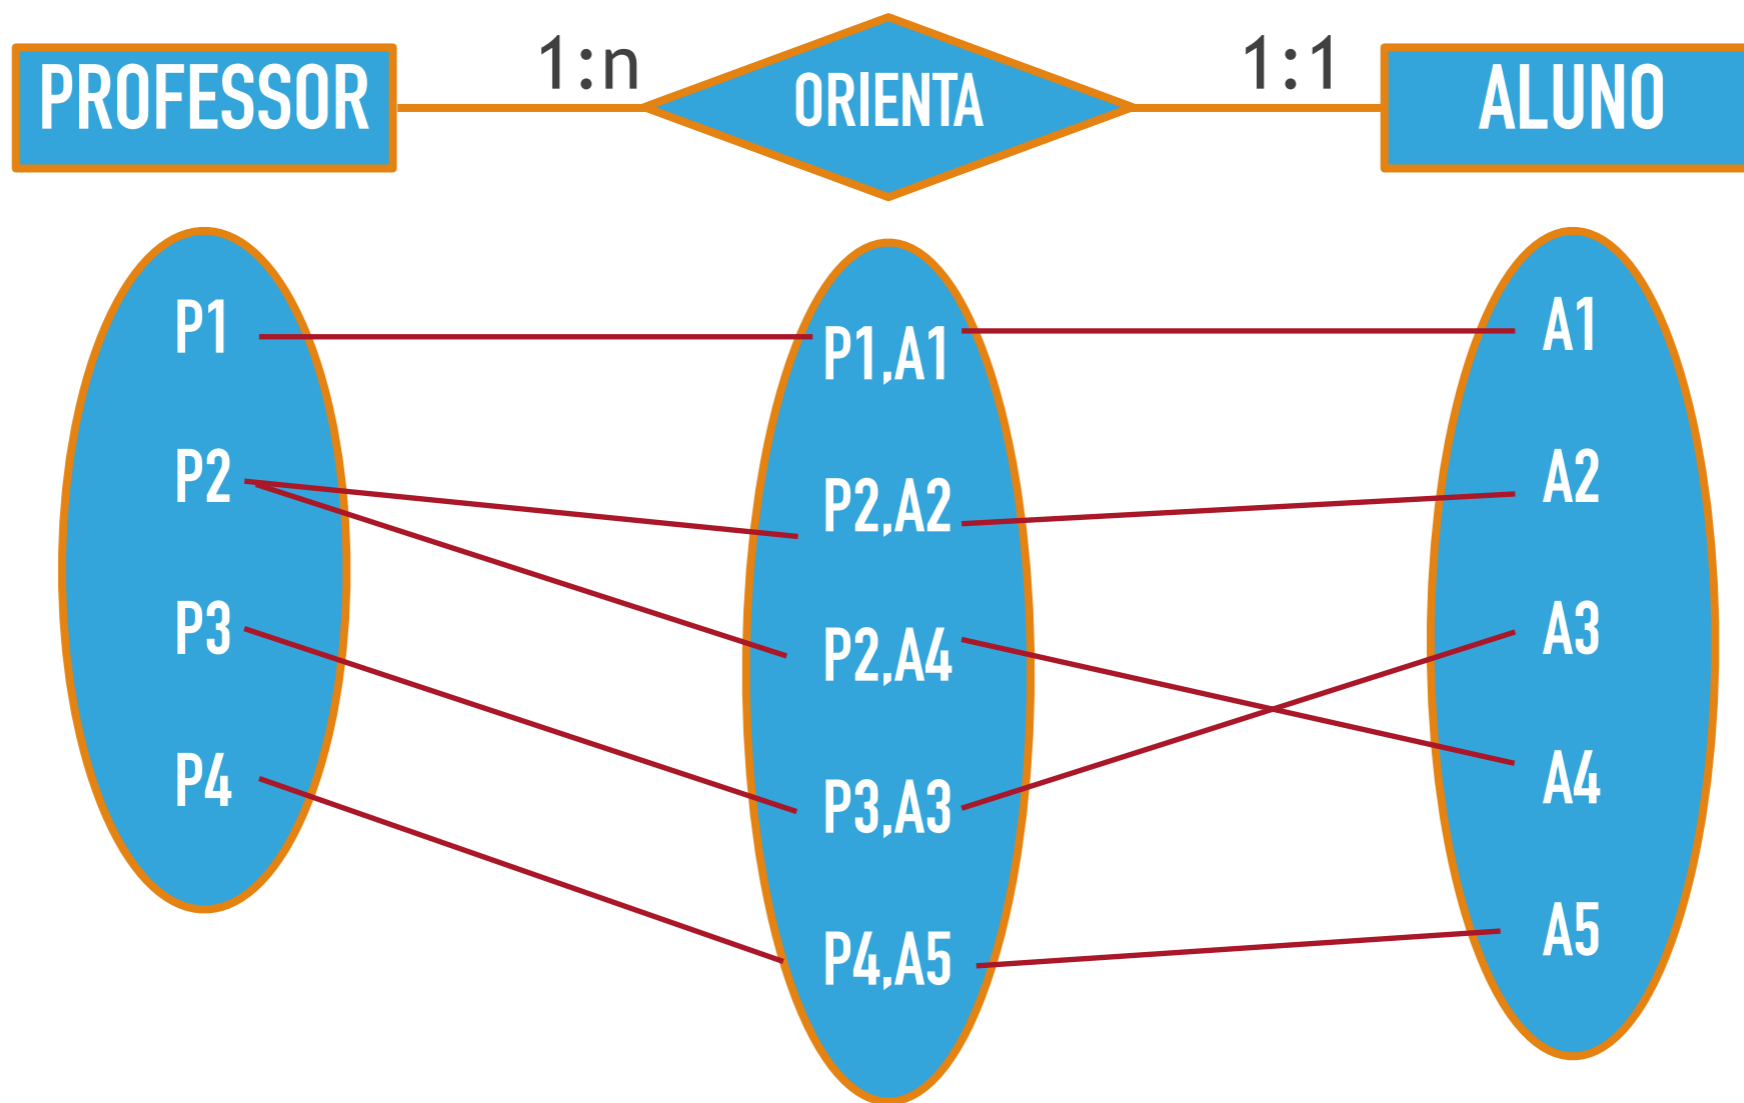 PROFESSOR
1:n
ORIENTA
1:1
ALUNO
P1
P2
P3
P4
P1,A1
P2,A2
P2,A4
P3,A3
P4,A5
A1
A2
A3
A4
A5